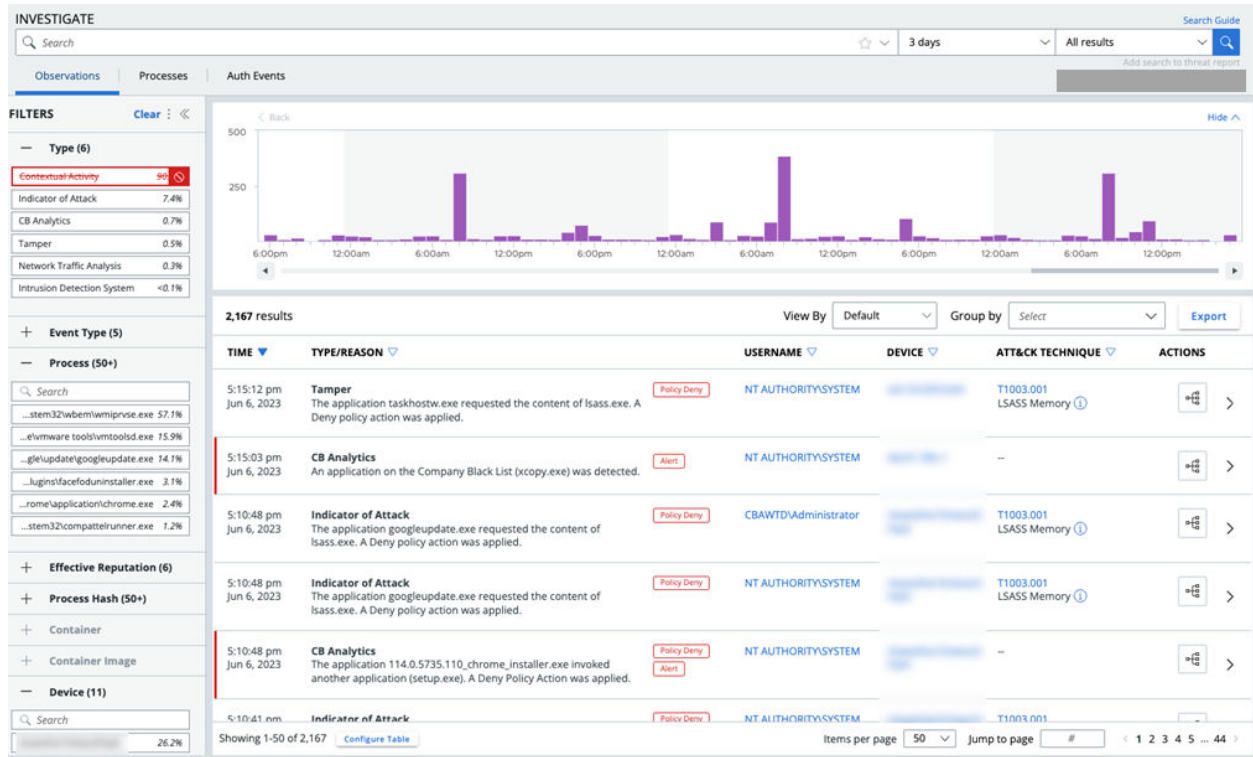 INVESTIGATE
Search Guide
Search
3 days
All results
Add search to threat report
Observations
Processes
Auth Events
FILTERS
Clear
Back
Hide
Type (6)
Contextual Activity 90
Indicator of Attack 7.4%
CB Analytics 0.7%
Tamper 0.5%
Network Traffic Analysis 0.3%
Intrusion Detection System <0.1%
Event Type (5)
Process (50+)
Search
...stem32\wbem\wmiprvse.exe 57.1%
...e\vmware tools\vmtoolsd.exe 15.9%
...gle\update\googleupdate.exe 14.1%
...lugins\facefoduninstaller.exe 3.1%
...rome\application\chrome.exe 2.4%
...stem32\compattelrunner.exe 1.2%
Effective Reputation (6)
Process Hash (50+)
Container
Container Image
Device (11)
Search
26.2%
500
250
6:00pm 12:00am 6:00am 12:00pm 6:00pm 12:00am 6:00am 12:00pm 6:00pm 12:00am 6:00am 12:00pm
2,167 results
View By Default
Group by Select
Export
TIME TYPE/REASON USERNAME DEVICE ATT&CK TECHNIQUE ACTIONS
5:15:12 pm
Jun 6, 2023
Tamper
The application taskhostw.exe requested the content of lsass.exe. A
Deny policy action was applied.
Policy Deny
NT AUTHORITY\SYSTEM
T1003.001
LSASS Memory
5:15:03 pm
Jun 6, 2023
CB Analytics
An application on the Company Black List (xcopy.exe) was detected.
Alert
NT AUTHORITY\SYSTEM
--
5:10:48 pm
Jun 6, 2023
Indicator of Attack
The application googleupdate.exe requested the content of
lsass.exe. A Deny policy action was applied.
Policy Deny
CBAWTD\Administrator
T1003.001
LSASS Memory
5:10:48 pm
Jun 6, 2023
Indicator of Attack
The application googleupdate.exe requested the content of
lsass.exe. A Deny policy action was applied.
Policy Deny
NT AUTHORITY\SYSTEM
T1003.001
LSASS Memory
5:10:48 pm
Jun 6, 2023
CB Analytics
The application 114.0.5735.110_chrome_installer.exe invoked
another application (setup.exe). A Deny Policy Action was applied.
Policy Deny
Alert
NT AUTHORITY\SYSTEM
--
5:10:41 pm
Indicator of Attack
Policy Deny
NT AUTHORITY\SYSTEM
T1003.001
Showing 1-50 of 2,167
Configure Table
Items per page 50
Jump to page #
1 2 3 4 5 ... 44